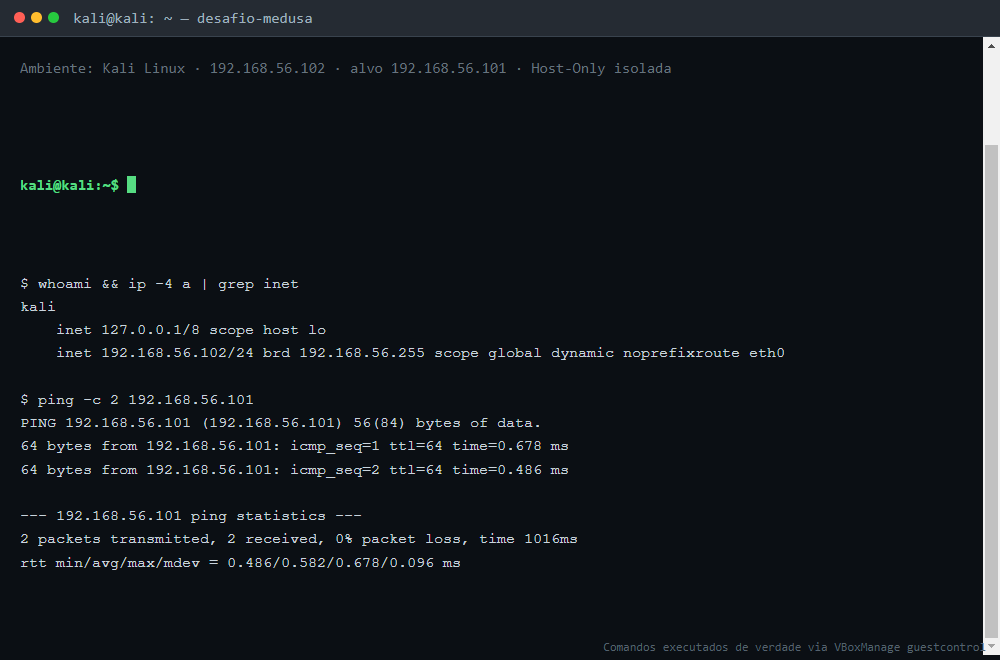 kali@kali: ~ — desafio-medusa
Ambiente: Kali Linux · 192.168.56.102 · alvo 192.168.56.101 · Host-Only isolada
kali@kali:~$
$ whoami && ip -4 a | grep inet
kali
    inet 127.0.0.1/8 scope host lo
    inet 192.168.56.102/24 brd 192.168.56.255 scope global dynamic noprefixroute eth0
$ ping -c 2 192.168.56.101
PING 192.168.56.101 (192.168.56.101) 56(84) bytes of data.
64 bytes from 192.168.56.101: icmp_seq=1 ttl=64 time=0.678 ms
64 bytes from 192.168.56.101: icmp_seq=2 ttl=64 time=0.486 ms
--- 192.168.56.101 ping statistics ---
2 packets transmitted, 2 received, 0% packet loss, time 1016ms
rtt min/avg/max/mdev = 0.486/0.582/0.678/0.096 ms
Comandos executados de verdade via VBoxManage guestcontrol